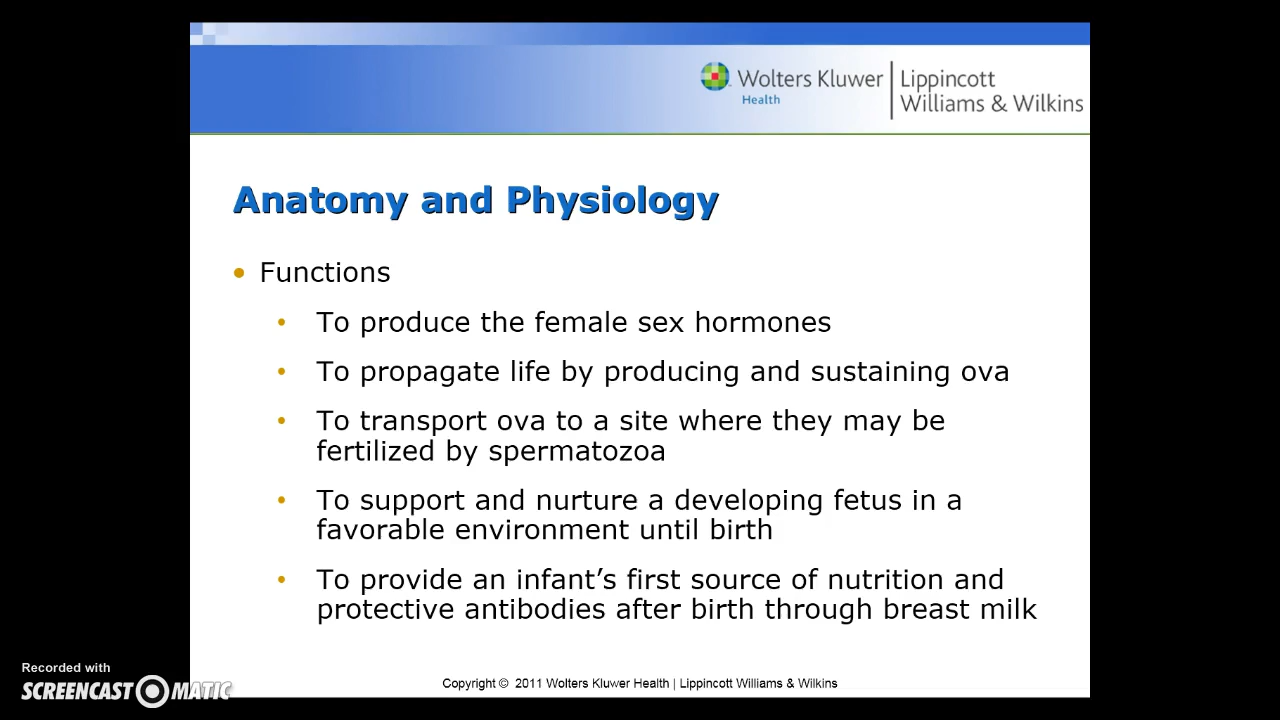 Wolters Kluwer
Health
Lippincott
Williams & Wilkins
Anatomy and Physiology
• Functions
• To produce the female sex hormones
• To propagate life by producing and sustaining ova
• To transport ova to a site where they may be
fertilized by spermatozoa
• To support and nurture a developing fetus in a
favorable environment until birth
• To provide an infant’s first source of nutrition and
protective antibodies after birth through breast milk
Recorded with
SCREENCAST MATIC
Copyright © 2011 Wolters Kluwer Health | Lippincott Williams & Wilkins